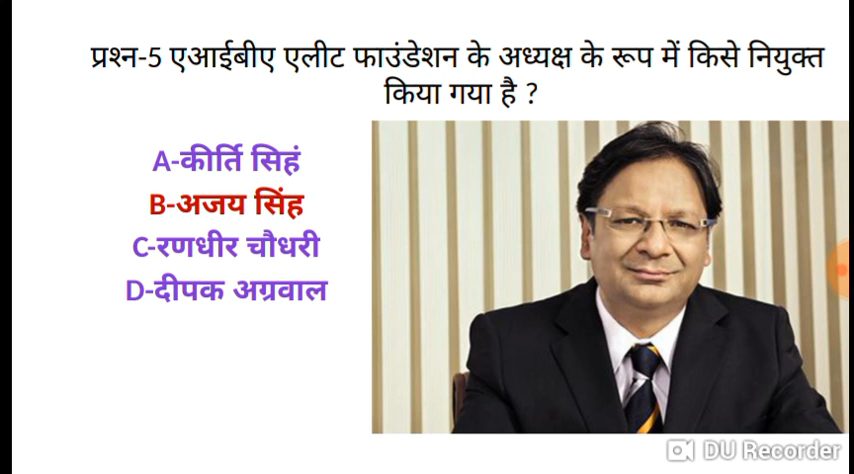 प्रश्न-5 एआईबीए एलीट फाउंडेशन के अध्यक्ष के रूप में किसे नियुक्त
किया गया है ?
A-कीर्ति सिहं
B-अजय सिंह
C-रणधीर चौधरी
D-दीपक अग्रवाल
DU Recorder